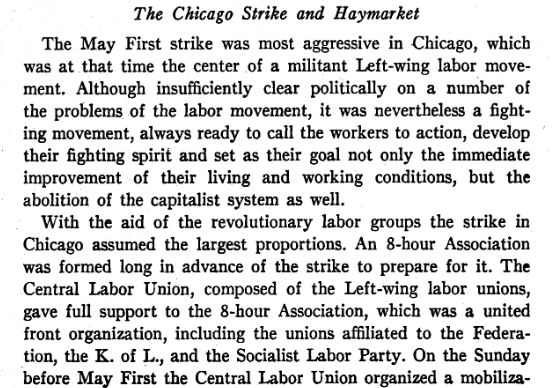 The Chicago Strike and Haymarket
The May First strike was most aggressive in Chicago, which
was at that time the center of a militant Left-wing labor move-
ment. Although insufficiently clear politically on a number of
the problems of the labor movement, it was nevertheless a fight-
ing movement, always ready to call the workers to action, develop
their fighting spirit and set as their goal not only the immediate
improvement of their living and working conditions, but the
abolition of the capitalist system as well.
With the aid of the revolutionary labor groups the strike in
Chicago assumed the largest proportions. An 8-hour Association
was formed long in advance of the strike to prepare for it. The
Central Labor Union, composed of the Left-wing labor unions,
gave full support to the 8-hour Association, which was a united
front organization, including the unions affiliated to the Federa-
tion, the K. of L., and the Socialist Labor Party. On the Sunday
before May First the Central Labor Union organized a mobiliza-